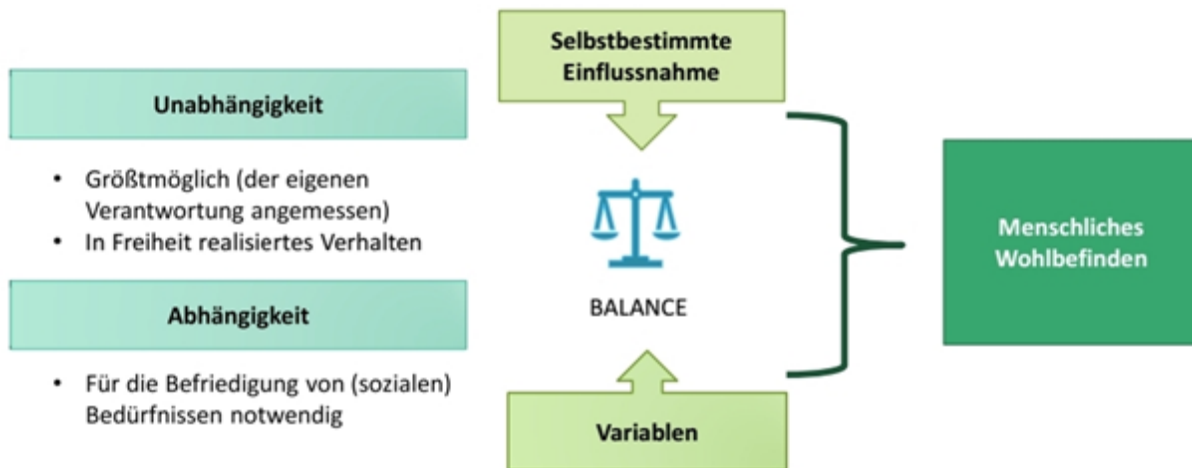 Unabhängigkeit
• Größtmöglich (der eigenen
Verantwortung angemessen)
• In Freiheit realisiertes Verhalten
Abhängigkeit
• Für die Befriedigung von (sozialen)
Bedürfnissen notwendig
Selbstbestimmte
Einflussnahme
BALANCE
Variablen
Menschliches
Wohlbefinden